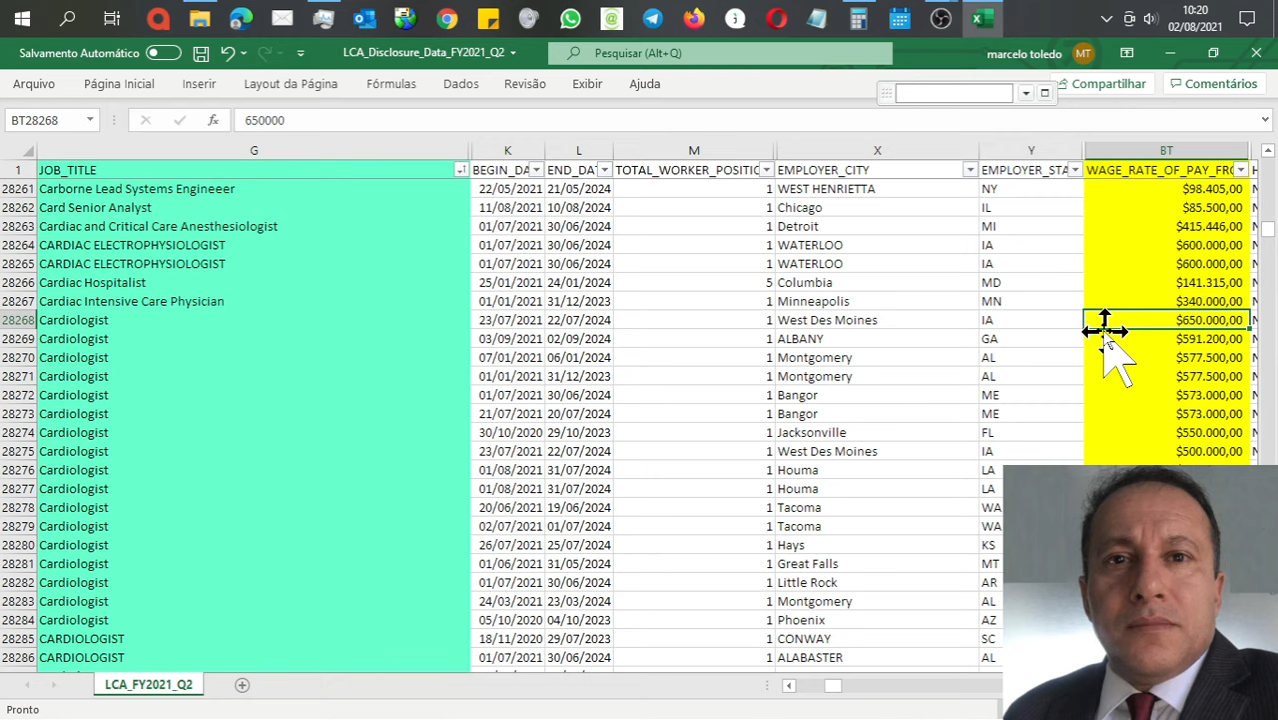 10:20
02/08/2021
Salvamento Automático LCA_Disclosure_Data_FY2021_Q2 Pesquisar (Alt+Q) marcelo toledo MT
Arquivo Página Inicial Inserir Layout da Página Fórmulas Dados Revisão Exibir Ajuda Compartilhar Comentários
BT28268 fx 650000
G K L M X Y BT
1 JOB_TITLE BEGIN_DA END_DAT TOTAL_WORKER_POSITIO EMPLOYER_CITY EMPLOYER_STA WAGE_RATE_OF_PAY_FRO
28261 Carborne Lead Systems Engineeer 22/05/2021 21/05/2024 1 WEST HENRIETTA NY $98.405,00
28262 Card Senior Analyst 11/08/2021 10/08/2024 1 Chicago IL $85.500,00
28263 Cardiac and Critical Care Anesthesiologist 01/07/2021 30/06/2024 1 Detroit MI $415.446,00
28264 CARDIAC ELECTROPHYSIOLOGIST 01/07/2021 30/06/2024 1 WATERLOO IA $600.000,00
28265 CARDIAC ELECTROPHYSIOLOGIST 01/07/2021 30/06/2024 1 WATERLOO IA $600.000,00
28266 Cardiac Hospitalist 25/01/2021 24/01/2024 5 Columbia MD $141.315,00
28267 Cardiac Intensive Care Physician 01/01/2021 31/12/2023 1 Minneapolis MN $340.000,00
28268 Cardiologist 23/07/2021 22/07/2024 1 West Des Moines IA $650.000,00
28269 Cardiologist 03/09/2021 02/09/2024 1 ALBANY GA $591.200,00
28270 Cardiologist 07/01/2021 06/01/2024 1 Montgomery AL $577.500,00
28271 Cardiologist 01/01/2021 31/12/2023 1 Montgomery AL $577.500,00
28272 Cardiologist 01/07/2021 30/06/2024 1 Bangor ME $573.000,00
28273 Cardiologist 21/07/2021 20/07/2024 1 Bangor ME $573.000,00
28274 Cardiologist 30/10/2020 29/10/2023 1 Jacksonville FL $550.000,00
28275 Cardiologist 23/07/2021 22/07/2024 1 West Des Moines IA $500.000,00
28276 Cardiologist 01/08/2021 31/07/2024 1 Houma LA
28277 Cardiologist 01/08/2021 31/07/2024 1 Houma LA
28278 Cardiologist 20/06/2021 19/06/2024 1 Tacoma WA
28279 Cardiologist 02/07/2021 01/07/2024 1 Tacoma WA
28280 Cardiologist 26/07/2021 25/07/2024 1 Hays KS
28281 Cardiologist 01/06/2021 31/05/2024 1 Great Falls MT
28282 Cardiologist 01/07/2021 30/06/2024 1 Little Rock AR
28283 Cardiologist 24/03/2021 23/03/2024 1 Montgomery AL
28284 Cardiologist 05/10/2020 04/10/2023 1 Phoenix AZ
28285 CARDIOLOGIST 18/11/2020 29/07/2023 1 CONWAY SC
28286 CARDIOLOGIST 01/07/2021 30/06/2024 1 ALABASTER AL
LCA_FY2021_Q2
Pronto